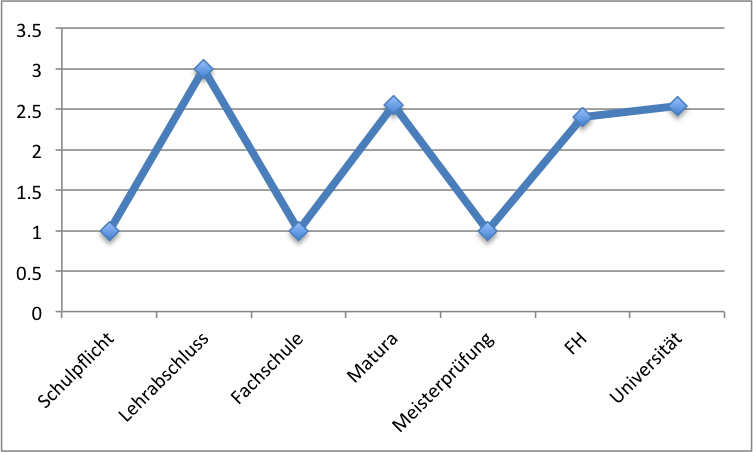 3.5
3
2.5
2
1.5
1
0.5
0
Schulpflicht
Lehrabschluss
Fachschule
Matura
Meisterprüfung
FH
Universität